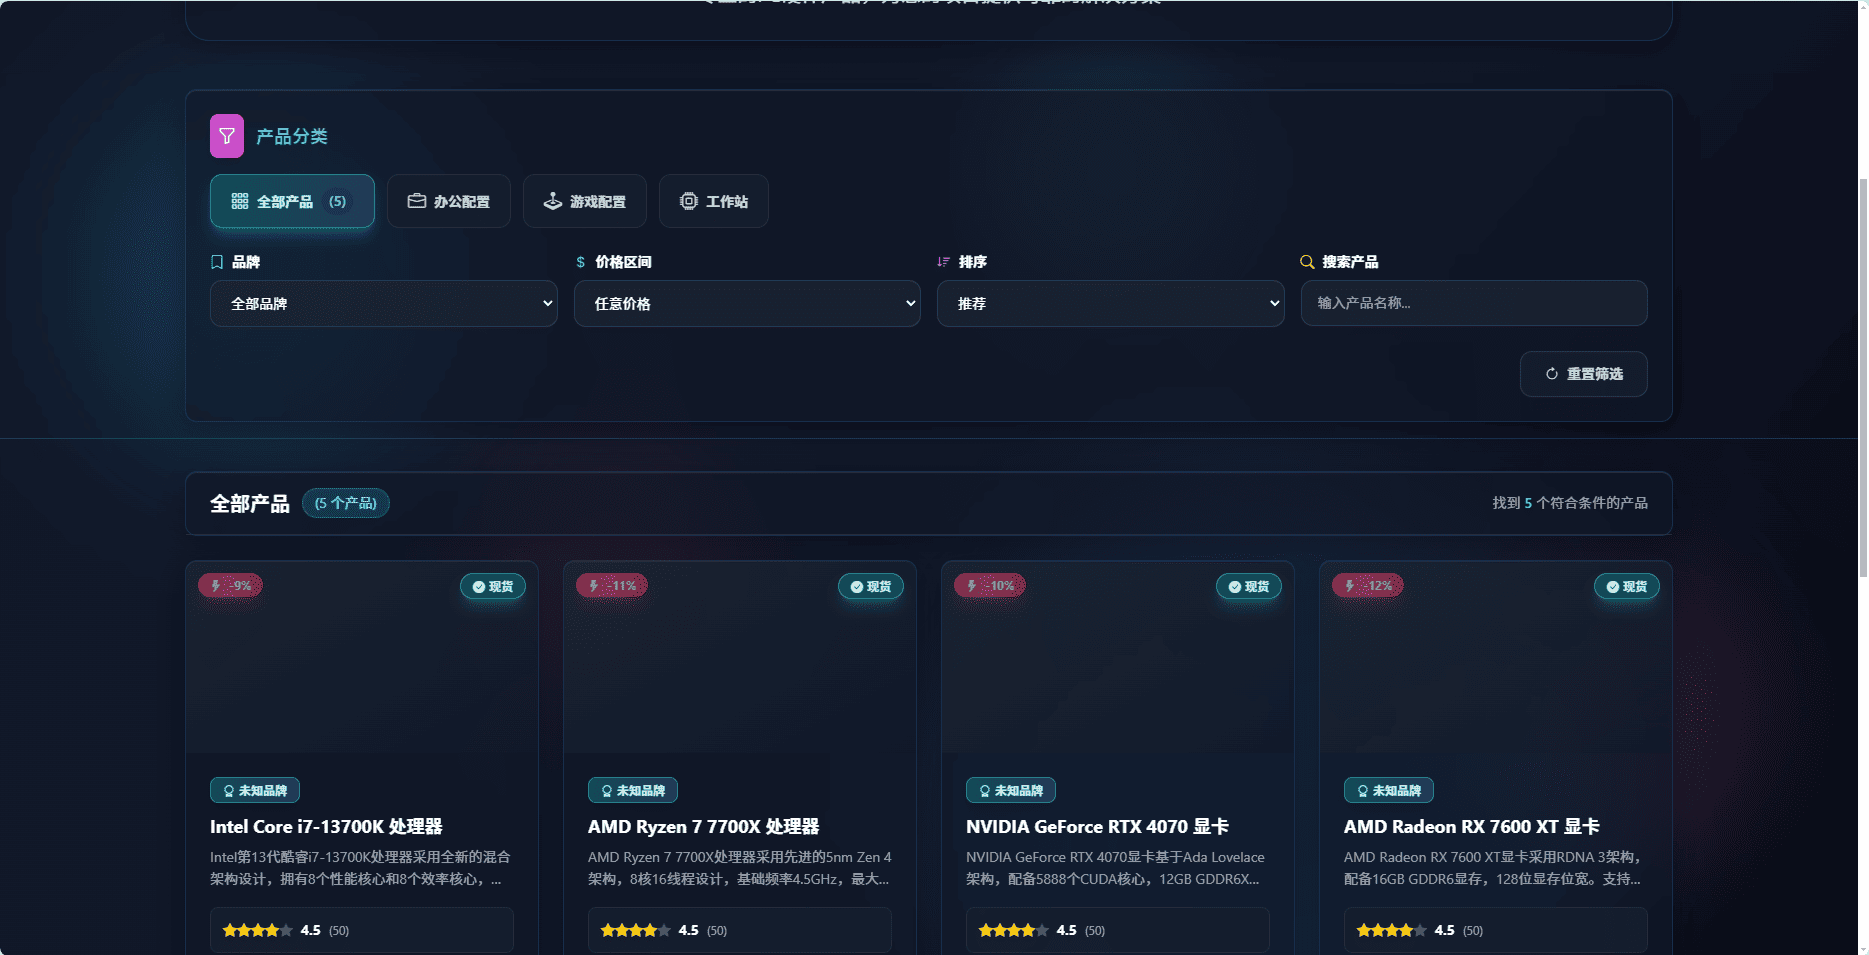 产品分类
全部产品 (5)
办公配置
游戏配置
工作站
品牌
价格区间
排序
搜索产品
全部品牌
任意价格
推荐
输入产品名称...
重置筛选
全部产品 (5 个产品)
找到 5 个符合条件的产品
-9%
现货
-11%
现货
-10%
现货
-12%
现货
未知品牌
Intel Core i7-13700K 处理器
Intel第13代酷睿i7-13700K处理器采用全新的混合
架构设计，拥有8个性能核心和8个效率核心，...
4.5 (50)
未知品牌
AMD Ryzen 7 7700X 处理器
AMD Ryzen 7 7700X处理器采用先进的5nm Zen 4
架构，8核16线程设计，基础频率4.5GHz，最大...
4.5 (50)
未知品牌
NVIDIA GeForce RTX 4070 显卡
NVIDIA GeForce RTX 4070显卡基于Ada Lovelace
架构，配备5888个CUDA核心，12GB GDDR6X...
4.5 (50)
未知品牌
AMD Radeon RX 7600 XT 显卡
AMD Radeon RX 7600 XT显卡采用RDNA 3架构，
配备16GB GDDR6显存，128位显存位宽。支持...
4.5 (50)